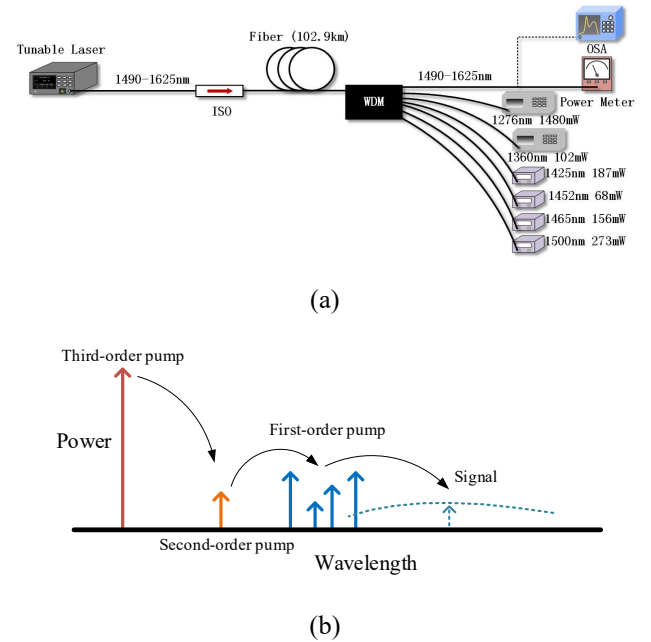 Tunable Laser
1490-1625nm
ISO
Fiber (102.9km)
WDM
1490-1625nm
OSA
Power Meter
1276nm 1480mW
1360nm 102mW
1425nm 187mW
1452nm 68mW
1465nm 156mW
1500nm 273mW
(a)
Third-order pump
Power
First-order pump
Signal
Second-order pump
Wavelength
(b)